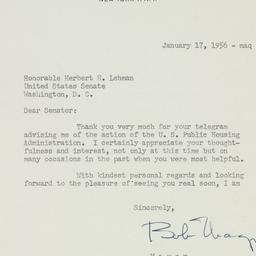 January 17, 1956 - maq
Honorable Herbert H. Lehman
United States Senate
Washington, D. C.
Dear Senator:
Thank you very much for your telegram
advising me of the action of the U. S. Public Housing
Administration. I certainly appreciate your thought-
fulness and interest, not only at this time but on
many occasions in the past when you were most helpful.
With kindest personal regards and looking
forward to the pleasure of seeing you real soon, I am
Sincerely,
Bob Wag